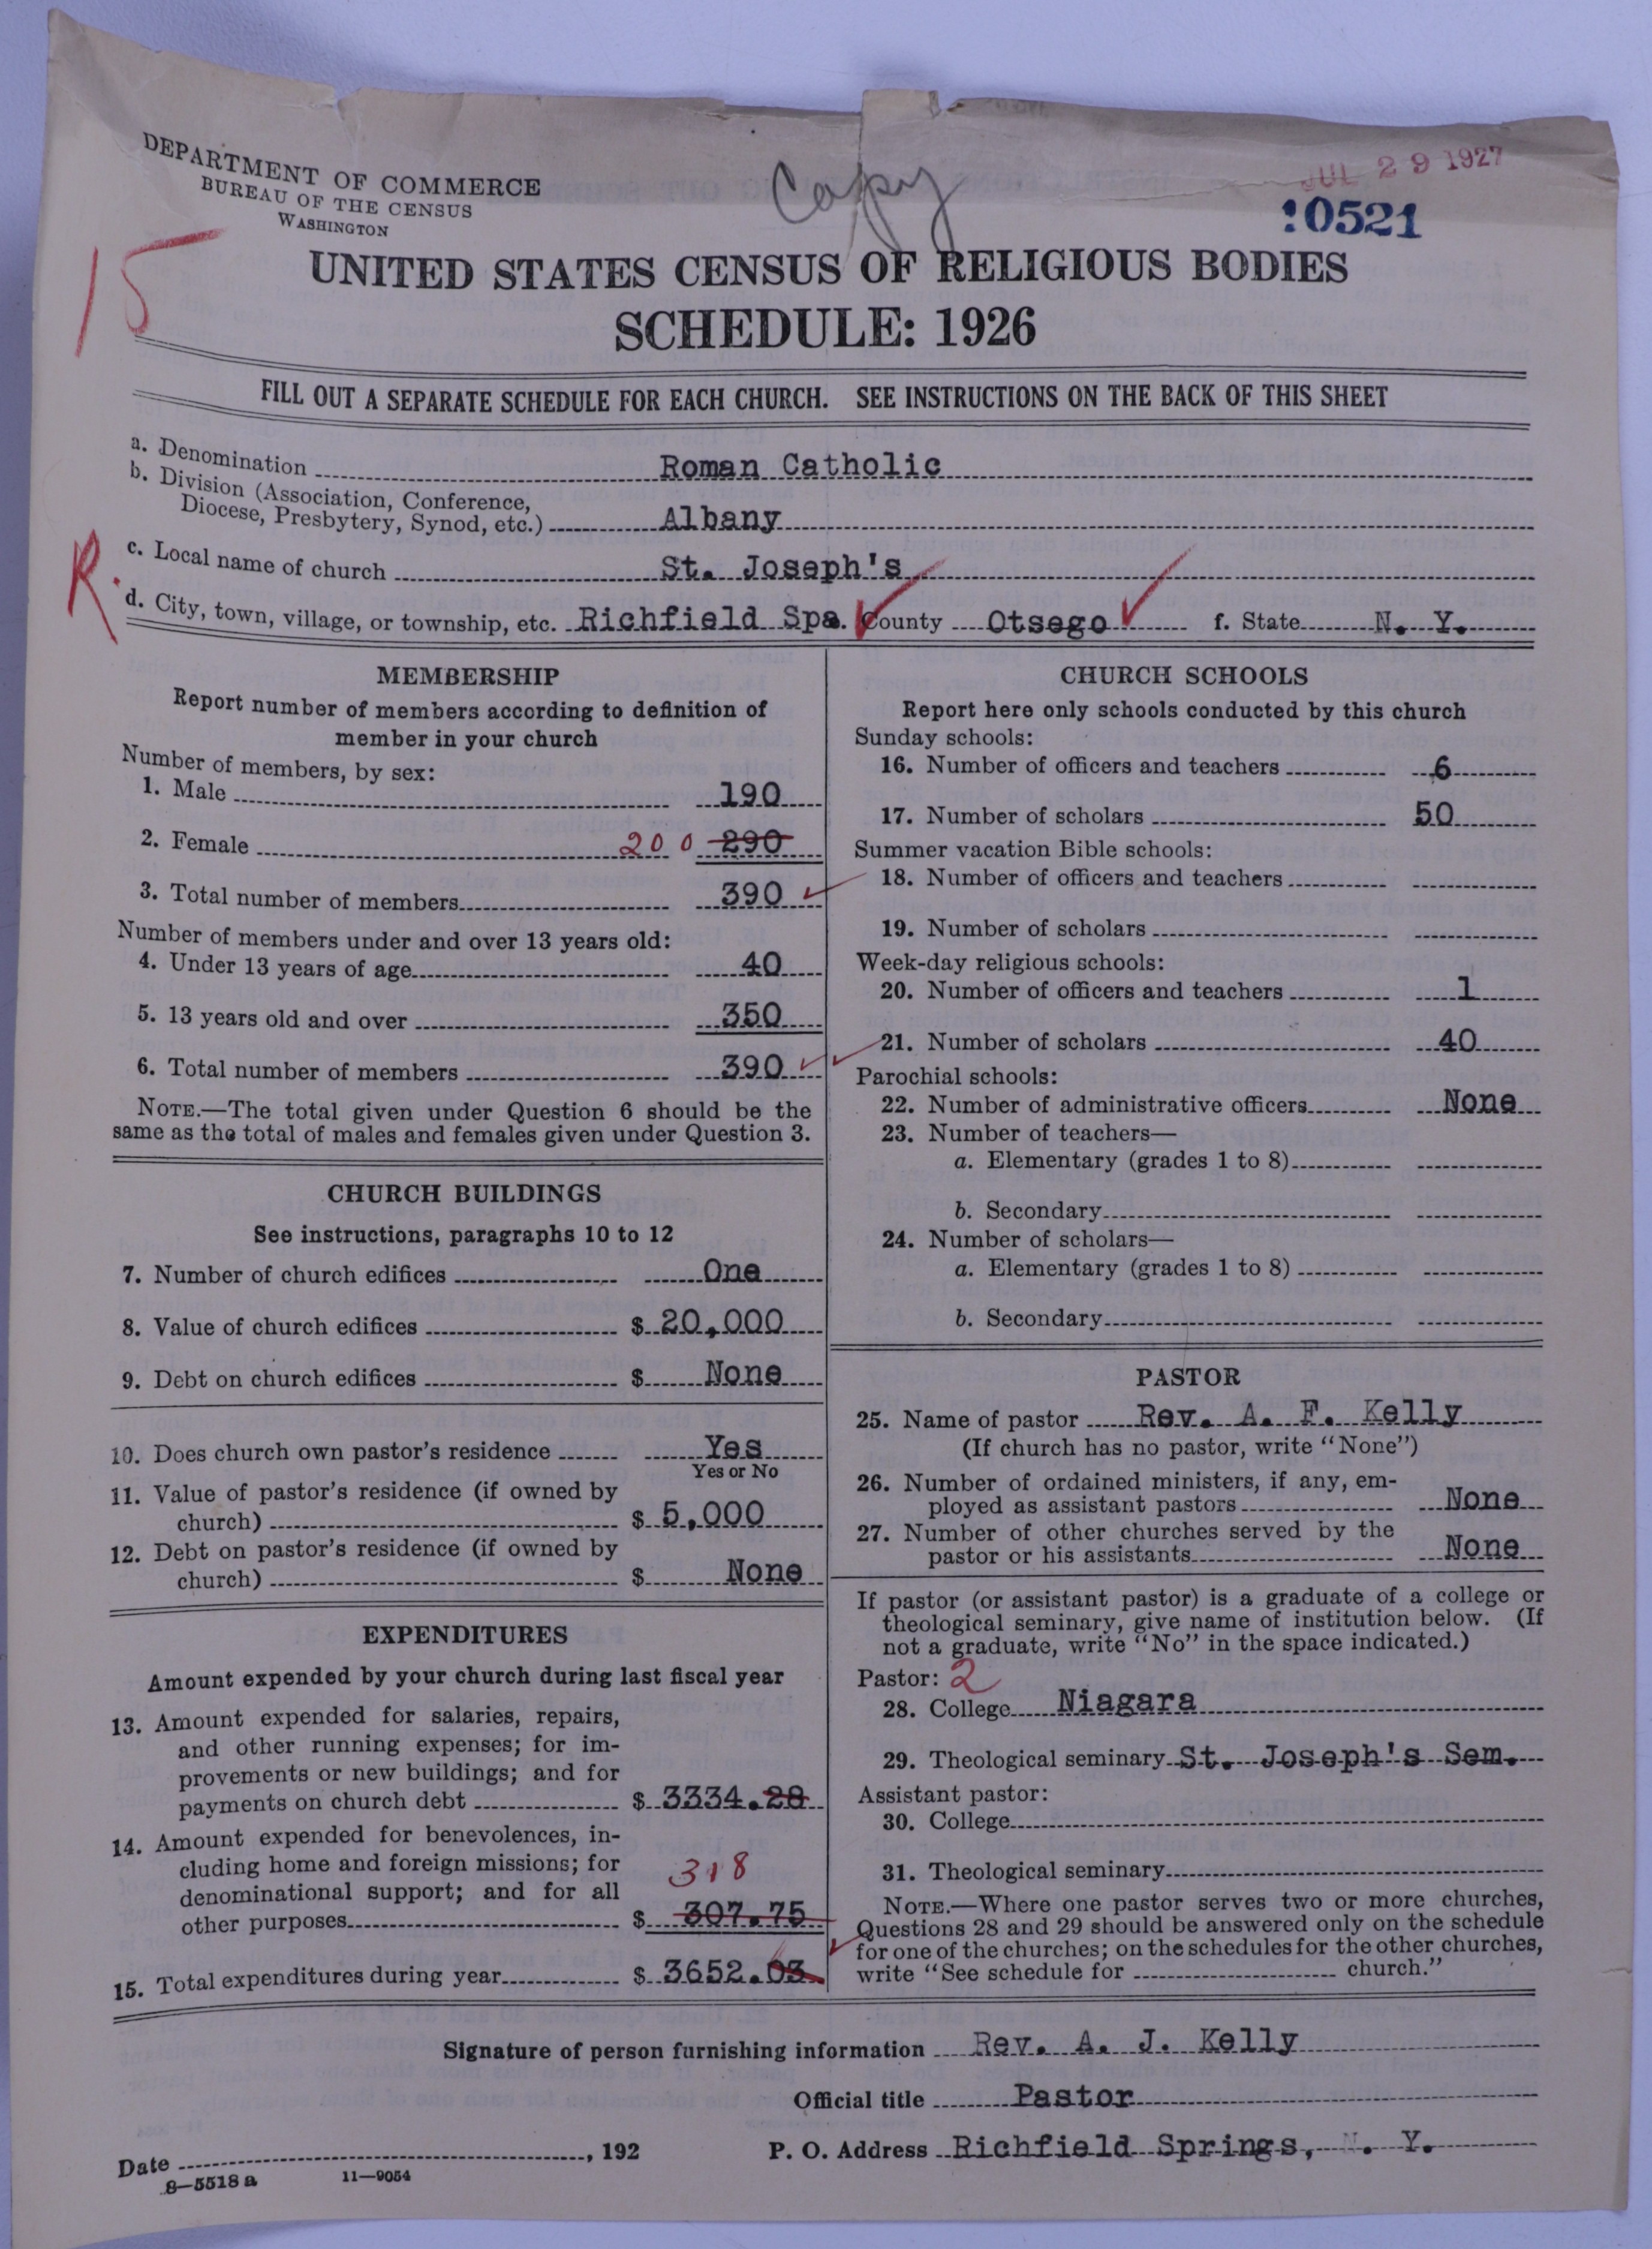 DEPARTMENT OF COMMERCE
BUREAU OF THE CENSUS
WASHINGTON
Copy
JUL 29 1927
10521
15
UNITED STATES CENSUS OF RELIGIOUS BODIES
SCHEDULE: 1926
FILL OUT A SEPARATE SCHEDULE FOR EACH CHURCH. SEE INSTRUCTIONS ON THE BACK OF THIS SHEET
a. Denomination Roman Catholic
b. Division (Association, Conference,
Diocese, Presbytery, Synod, etc.) Albany
R.
c. Local name of church St. Joseph's
d. City, town, village, or township, etc. Richfield Spa. County Otsego f. State N. Y.
MEMBERSHIP
Report number of members according to definition of
member in your church
Number of members, by sex:
1. Male 190
2. Female 200 290
3. Total number of members 390
Number of members under and over 13 years old:
4. Under 13 years of age 40
5. 13 years old and over 350
6. Total number of members 390
NOTE.—The total given under Question 6 should be the
same as the total of males and females given under Question 3.
CHURCH BUILDINGS
See instructions, paragraphs 10 to 12
7. Number of church edifices One
8. Value of church edifices $ 20,000
9. Debt on church edifices $ None
10. Does church own pastor's residence Yes
Yes or No
11. Value of pastor's residence (if owned by
church) $ 5,000
12. Debt on pastor's residence (if owned by
church) $ None
EXPENDITURES
Amount expended by your church during last fiscal year
13. Amount expended for salaries, repairs,
and other running expenses; for im-
provements or new buildings; and for
payments on church debt $ 3334.28
14. Amount expended for benevolences, in-
cluding home and foreign missions; for
denominational support; and for all
318
other purposes $ 307.75
15. Total expenditures during year $ 3652.03
CHURCH SCHOOLS
Report here only schools conducted by this church
Sunday schools:
16. Number of officers and teachers 6
17. Number of scholars 50
Summer vacation Bible schools:
18. Number of officers and teachers
19. Number of scholars
Week-day religious schools:
20. Number of officers and teachers 1
21. Number of scholars 40
Parochial schools:
22. Number of administrative officers None
23. Number of teachers—
a. Elementary (grades 1 to 8)
b. Secondary
24. Number of scholars—
a. Elementary (grades 1 to 8)
b. Secondary
PASTOR
25. Name of pastor Rev. A. F. Kelly
(If church has no pastor, write "None")
26. Number of ordained ministers, if any, em-
ployed as assistant pastors None
27. Number of other churches served by the
pastor or his assistants None
If pastor (or assistant pastor) is a graduate of a college or
theological seminary, give name of institution below. (If
not a graduate, write "No" in the space indicated.)
Pastor: 2
28. College Niagara
29. Theological seminary St. Joseph's Sem.
Assistant pastor:
30. College
31. Theological seminary
NOTE.—Where one pastor serves two or more churches,
Questions 28 and 29 should be answered only on the schedule
for one of the churches; on the schedules for the other churches,
write "See schedule for church."
Signature of person furnishing information Rev. A. J. Kelly
Official title Pastor
Date , 192 P. O. Address Richfield Springs, N. Y.
8—5518 a 11—9054